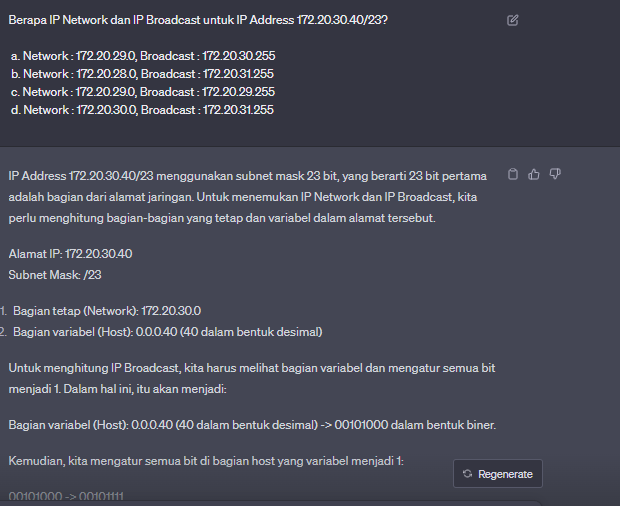 Berapa IP Network dan IP Broadcast untuk IP Address 172.20.30.40/23?
a. Network : 172.20.29.0, Broadcast : 172.20.30.255
b. Network : 172.20.28.0, Broadcast : 172.20.31.255
c. Network : 172.20.29.0, Broadcast : 172.20.29.255
d. Network : 172.20.30.0, Broadcast : 172.20.31.255
IP Address 172.20.30.40/23 menggunakan subnet mask 23 bit, yang berarti 23 bit pertama
adalah bagian dari alamat jaringan. Untuk menemukan IP Network dan IP Broadcast, kita
perlu menghitung bagian-bagian yang tetap dan variabel dalam alamat tersebut.
Alamat IP: 172.20.30.40
Subnet Mask: /23
1. Bagian tetap (Network): 172.20.30.0
2. Bagian variabel (Host): 0.0.0.40 (40 dalam bentuk desimal)
Untuk menghitung IP Broadcast, kita harus melihat bagian variabel dan mengatur semua bit
menjadi 1. Dalam hal ini, itu akan menjadi:
Bagian variabel (Host): 0.0.0.40 (40 dalam bentuk desimal) -> 00101000 dalam bentuk biner.
Kemudian, kita mengatur semua bit di bagian host yang variabel menjadi 1:
Regenerate
00101000 -> 00101111